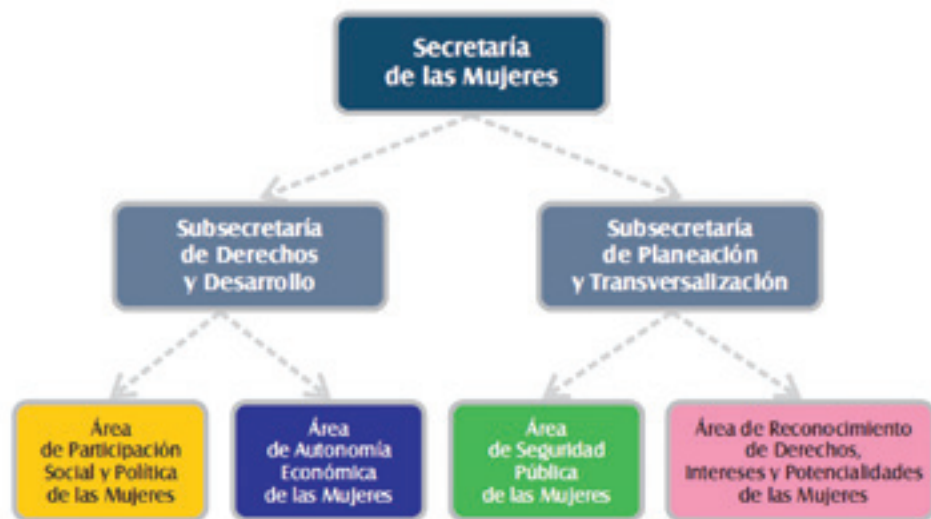 Secretaría
de las Mujeres
Subsecretaría
de Derechos
y Desarrollo
Subsecretaría
de Planeación
y Transversalización
Área
de Participación
Social y Política
de las Mujeres
Área
de Autonomía
Económica
de las Mujeres
Área
de Seguridad
Pública
de las Mujeres
Área de Reconocimiento
de Derechos,
Intereses y Potencialidades
de las Mujeres